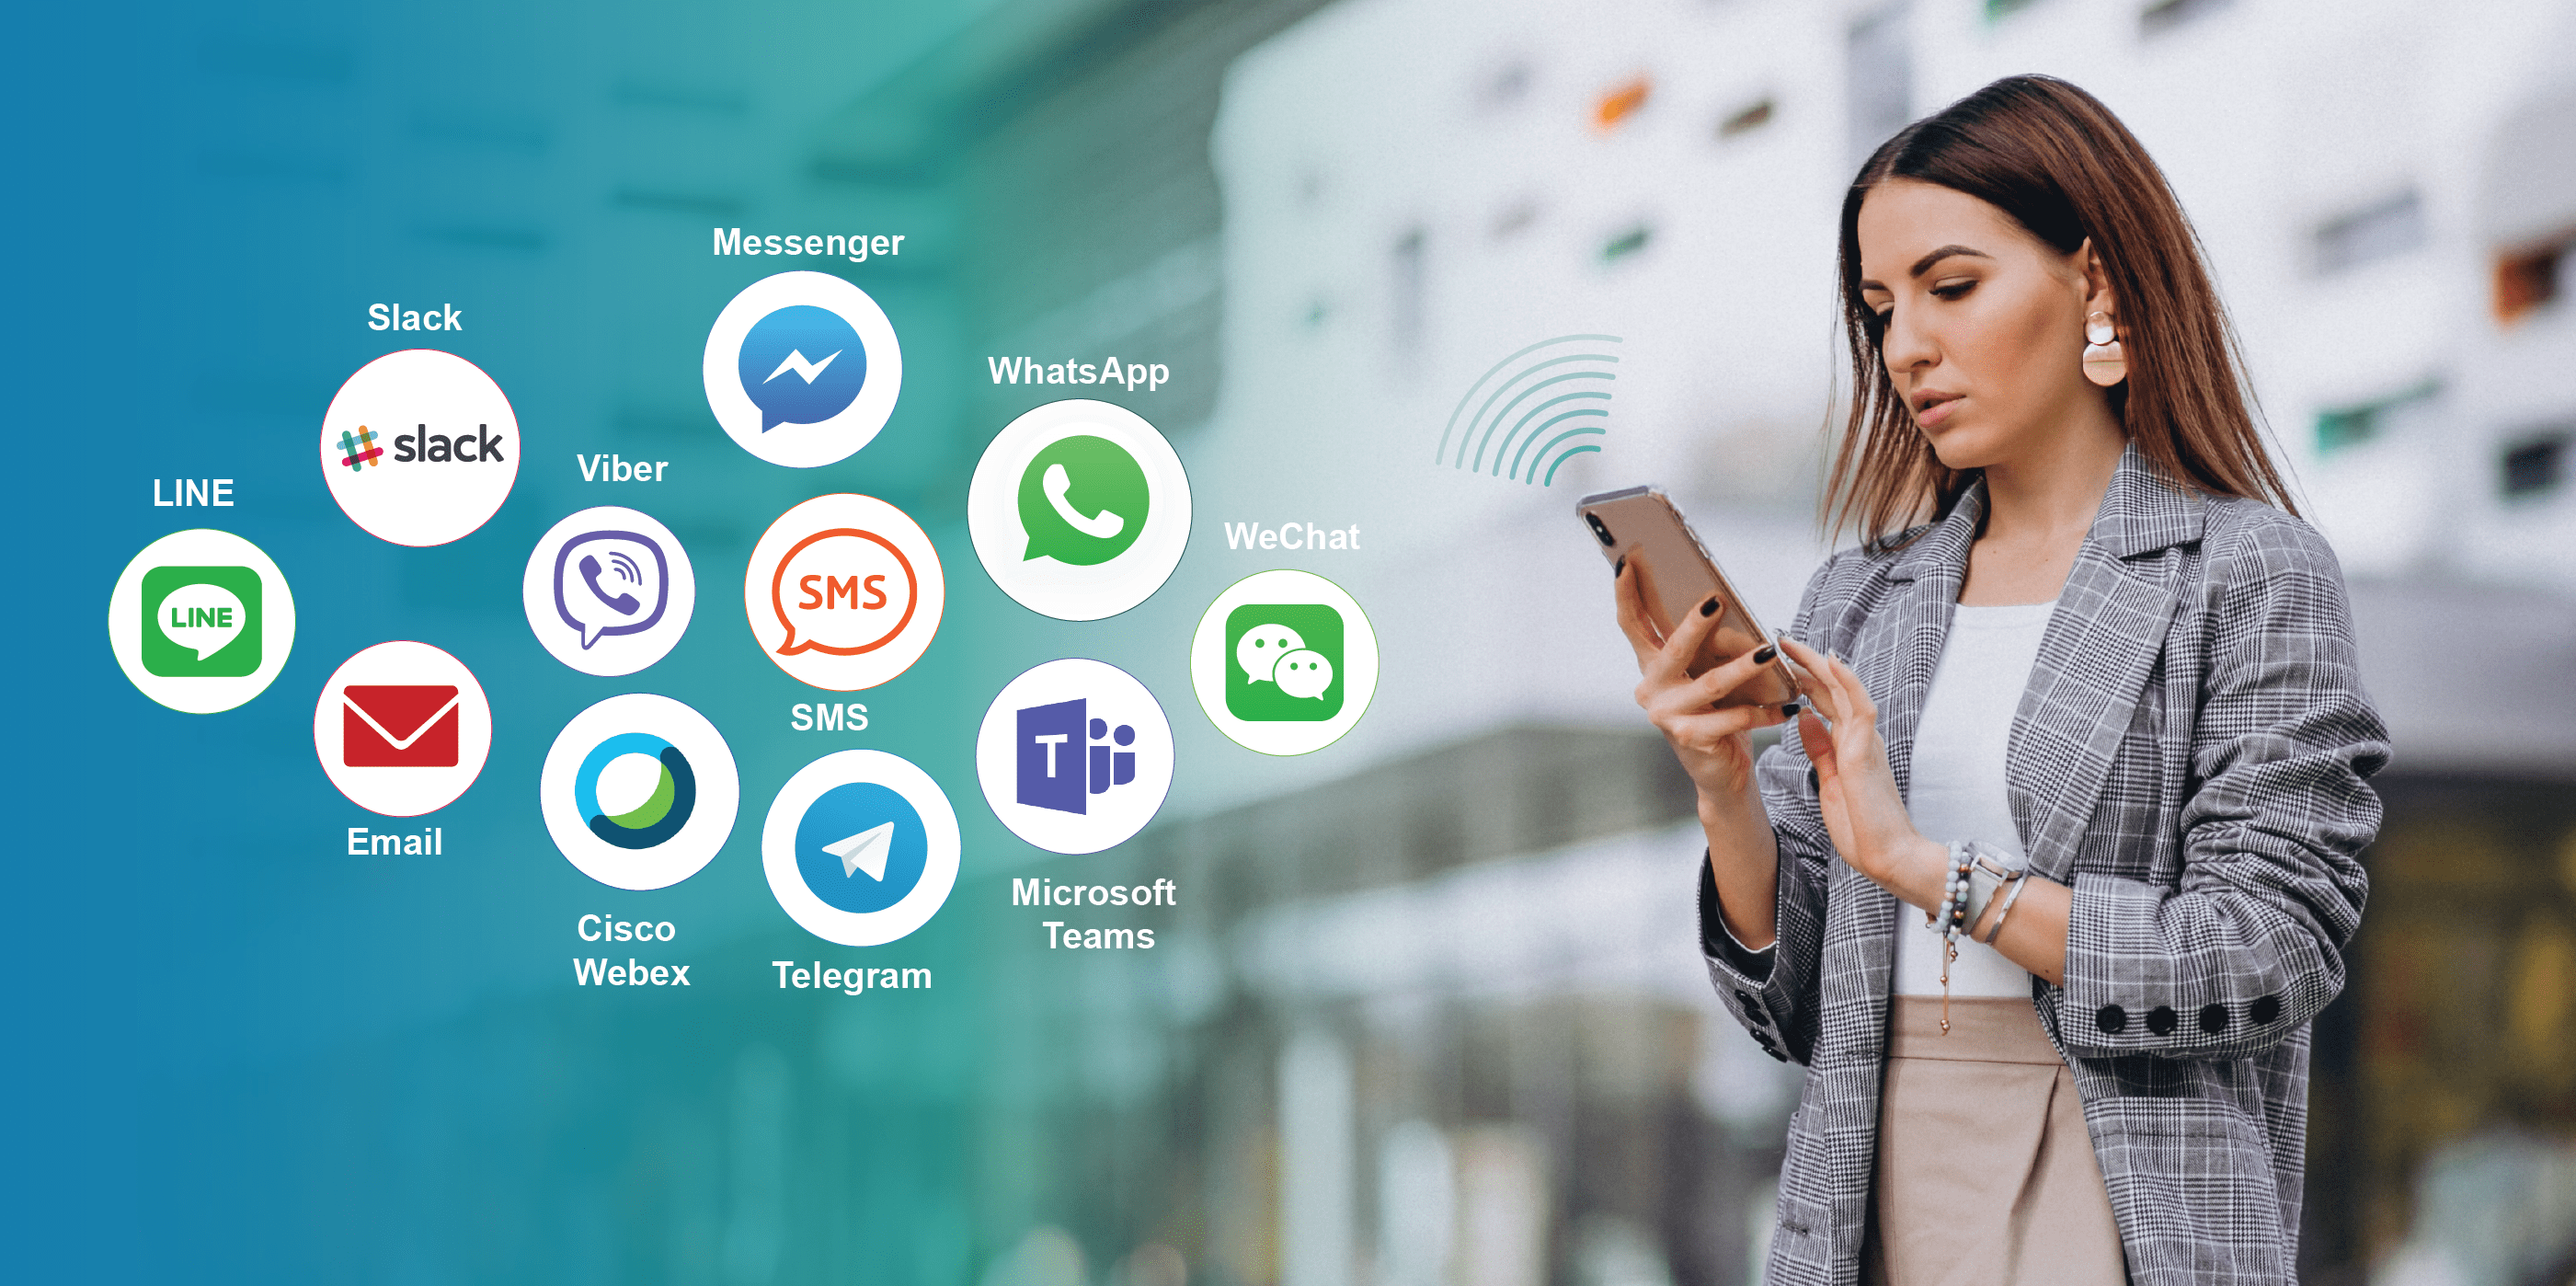 Messenger
Slack
slack
WhatsApp
Viber
LINE
LINE
WeChat
SMS
SMS
T
Email
Microsoft
Teams
Cisco
Webex
Telegram